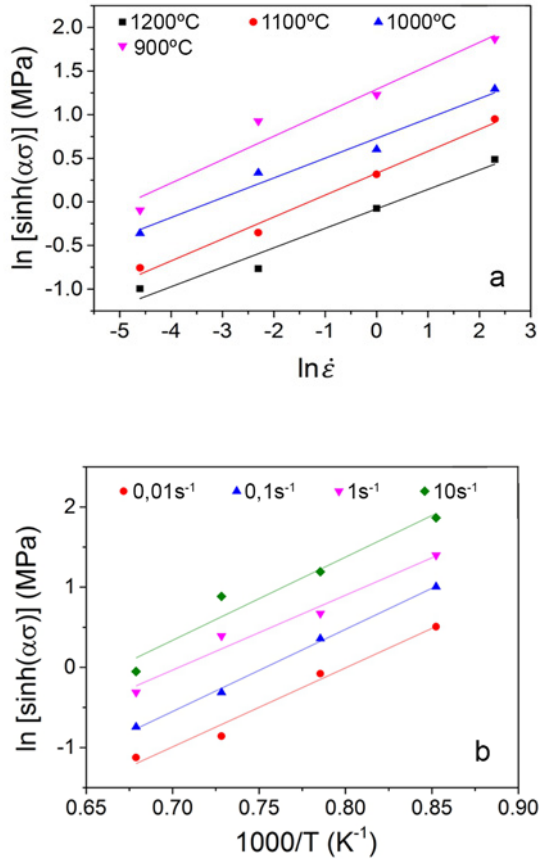 1200ºC 1100ºC 1000ºC
900ºC
2.0
1.5
1.0
0.5
0.0
-0.5
-1.0
ln [sinh(ασ)] (MPa)
a
-5 -4 -3 -2 -1 0 1 2 3
ln ε̇
0,01s⁻¹ 0,1s⁻¹ 1s⁻¹ 10s⁻¹
2
1
0
-1
ln [sinh(ασ)] (MPa)
b
0.65 0.70 0.75 0.80 0.85 0.90
1000/T (K⁻¹)